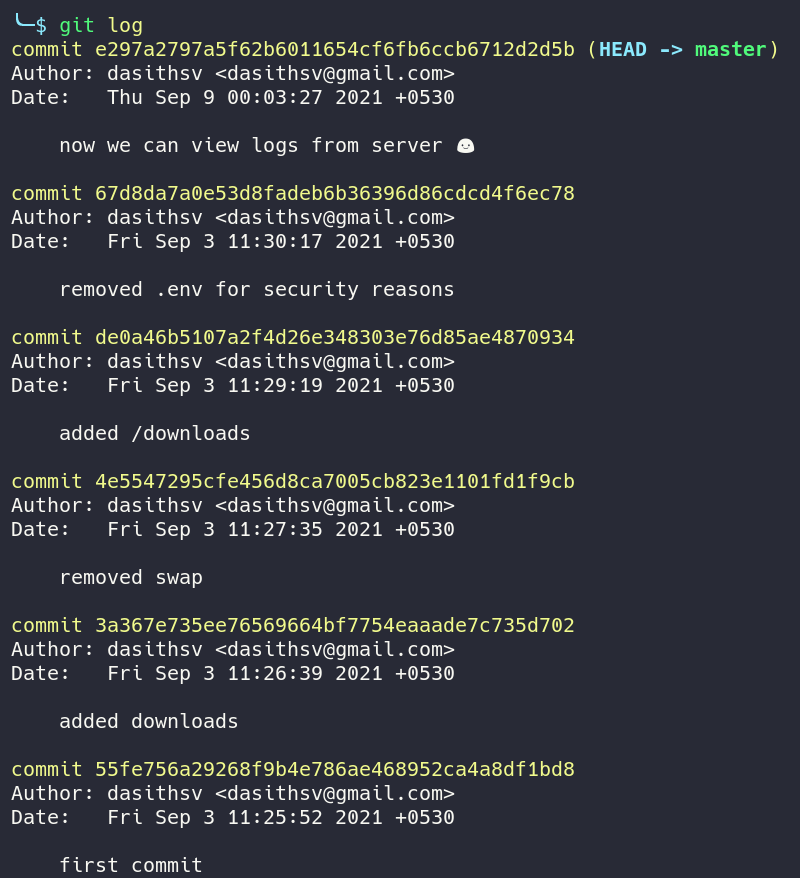 ╰─$ git log
commit e297a2797a5f62b6011654cf6fb6ccb6712d2d5b (HEAD -> master)
Author: dasithsv <dasithsv@gmail.com>
Date:   Thu Sep 9 00:03:27 2021 +0530

    now we can view logs from server

commit 67d8da7a0e53d8fadeb6b36396d86cdcd4f6ec78
Author: dasithsv <dasithsv@gmail.com>
Date:   Fri Sep 3 11:30:17 2021 +0530

    removed .env for security reasons

commit de0a46b5107a2f4d26e348303e76d85ae4870934
Author: dasithsv <dasithsv@gmail.com>
Date:   Fri Sep 3 11:29:19 2021 +0530

    added /downloads

commit 4e5547295cfe456d8ca7005cb823e1101fd1f9cb
Author: dasithsv <dasithsv@gmail.com>
Date:   Fri Sep 3 11:27:35 2021 +0530

    removed swap

commit 3a367e735ee76569664bf7754eaaade7c735d702
Author: dasithsv <dasithsv@gmail.com>
Date:   Fri Sep 3 11:26:39 2021 +0530

    added downloads

commit 55fe756a29268f9b4e786ae468952ca4a8df1bd8
Author: dasithsv <dasithsv@gmail.com>
Date:   Fri Sep 3 11:25:52 2021 +0530

    first commit